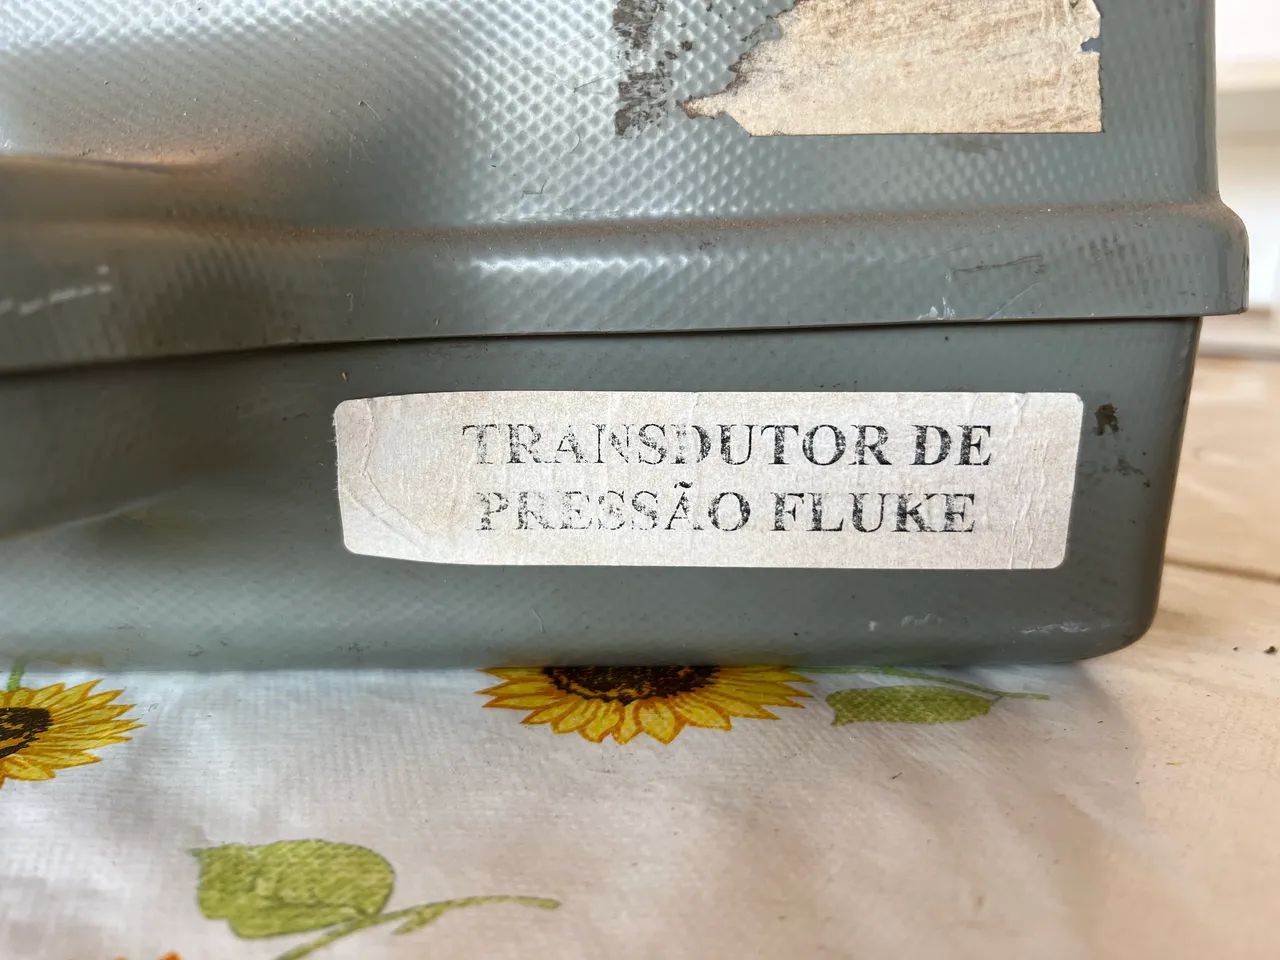 TRANSDUTOR DE
PRESSÃO FLUKE